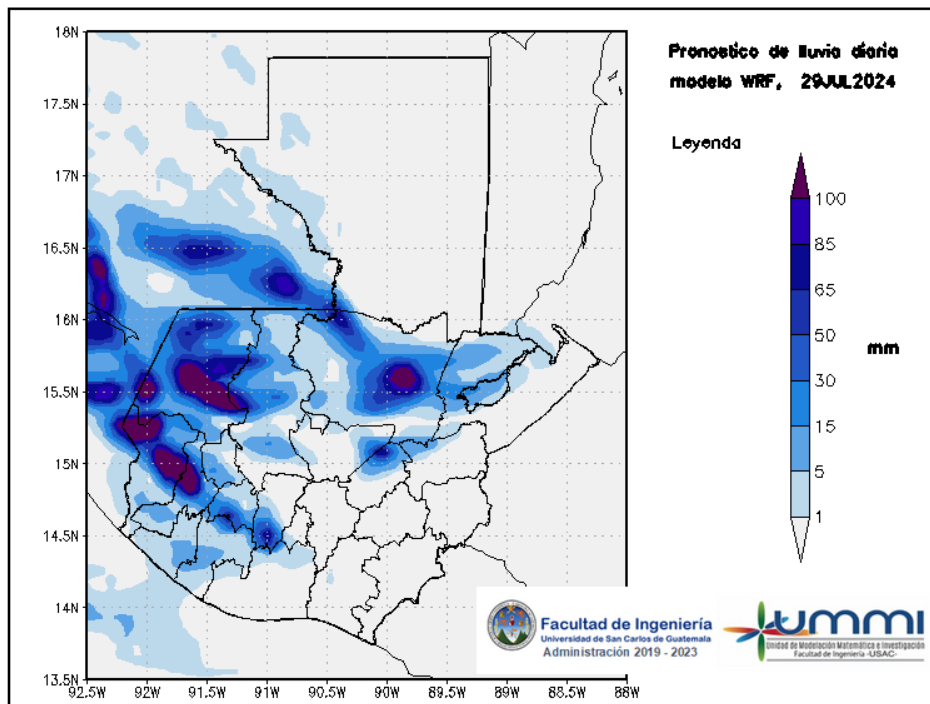 18N
17.5N
17N
16.5N
16N
15.5N
15N
14.5N
14N
13.5N
92.5W
92W
91.5W
91W
90.5W
90W
89.5W
89W
88.5W
88W
Pronostico de lluvia diaria
modelo WRF, 29JUL2024
Leyenda
100
85
65
50
30
15
5
1
mm
Facultad de Ingeniería
Universidad de San Carlos de Guatemala
Administración 2019 - 2023
UMMI
Unidad de Modelación Matemática e Investigación
Facultad de Ingeniería -USAC-